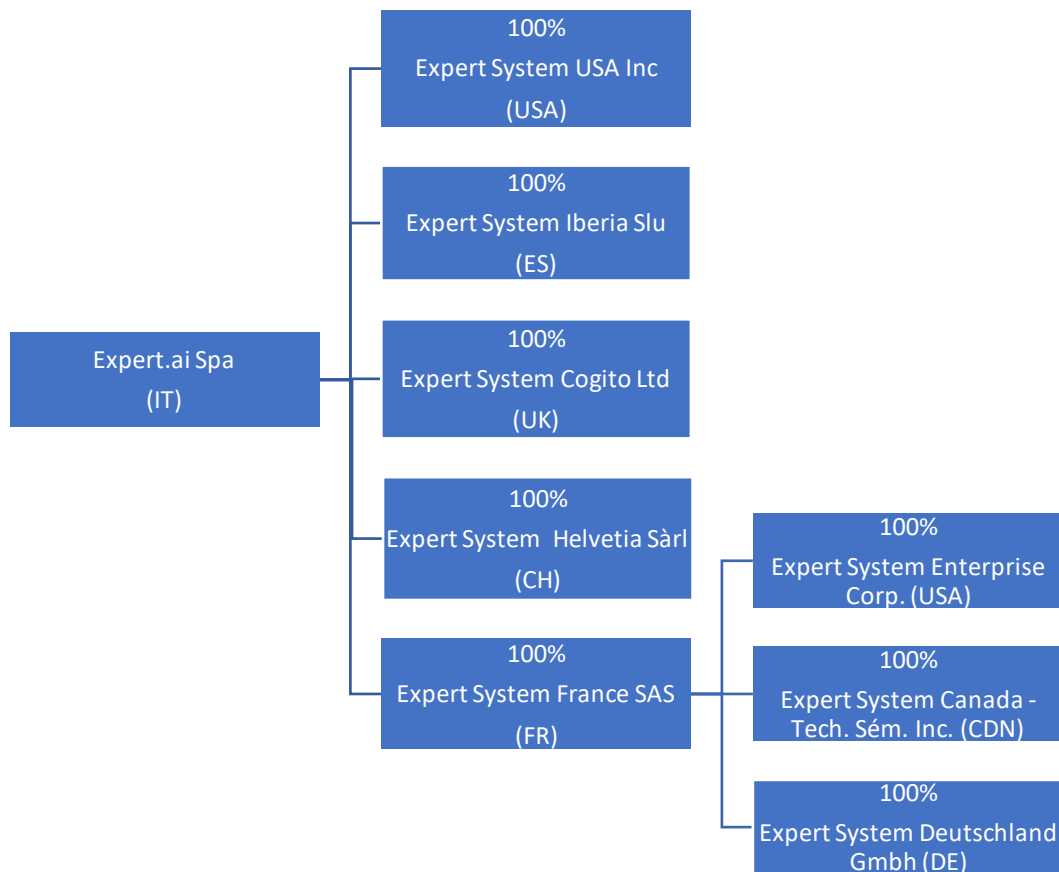 100%
Expert System USA Inc
(USA)
100%
Expert System Iberia Slu
(ES)
Expert.ai Spa
(IT)
100%
Expert System Cogito Ltd
(UK)
100%
Expert System Helvetia Sàrl
(CH)
100%
Expert System France SAS
(FR)
100%
Expert System Enterprise
Corp. (USA)
100%
Expert System Canada -
Tech. Sém. Inc. (CDN)
100%
Expert System Deutschland
Gmbh (DE)